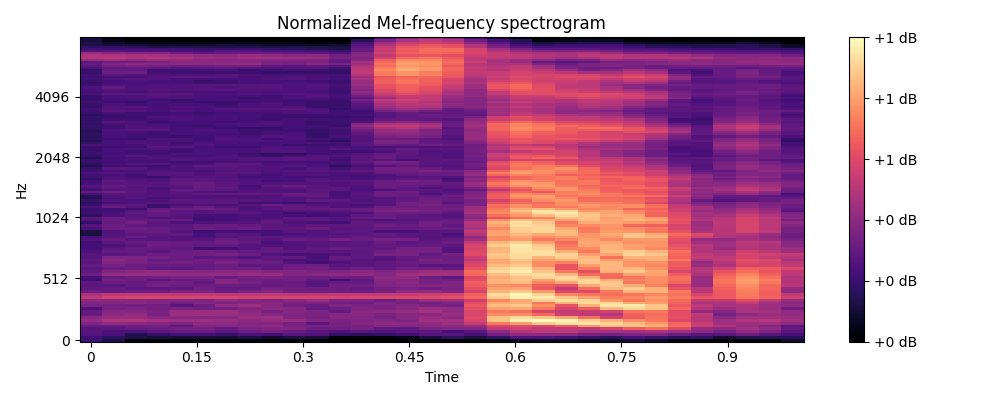 Normalized Mel-frequency spectrogram
Hz
4096
2048
1024
512
0
0 0.15 0.3 0.45 0.6 0.75 0.9
Time
+1 dB
+1 dB
+1 dB
+0 dB
+0 dB
+0 dB